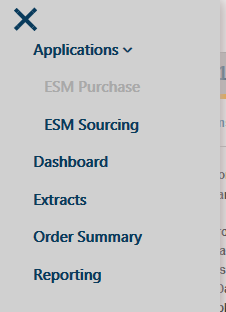 Applications
ESM Purchase
ESM Sourcing
Dashboard
Extracts
Order Summary
Reporting